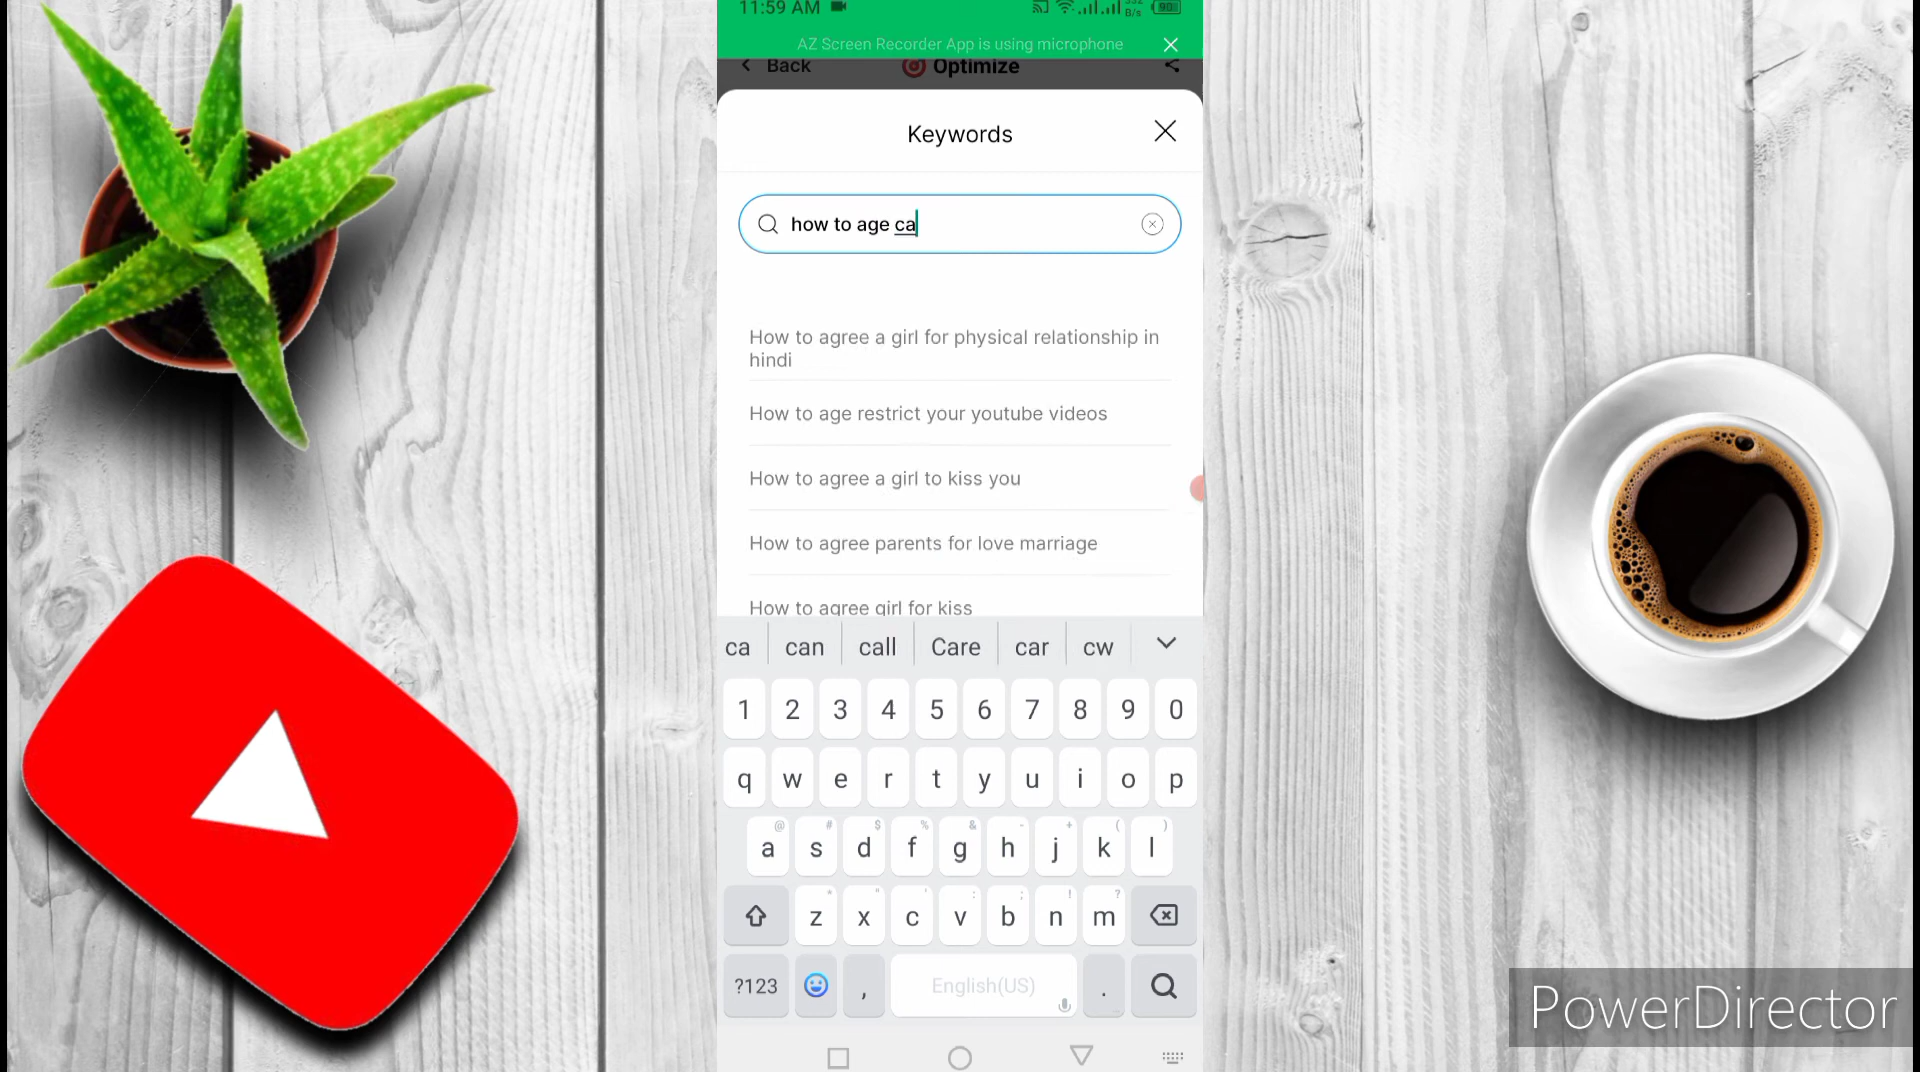 11:59 AM
B/s
90
AZ Screen Recorder App is using microphone
Back
Optimize
Keywords
how to age ca
How to agree a girl for physical relationship in
hindi
How to age restrict your youtube videos
How to agree a girl to kiss you
How to agree parents for love marriage
How to agree girl for kiss
ca can call Care car cw
1 2 3 4 5 6 7 8 9 0
q w e r t y u i o p
@ # $ % & - + ( )
a s d f g h j k l
* " ' : ; ! ?
z x c v b n m
?123 , English(US) .
PowerDirector